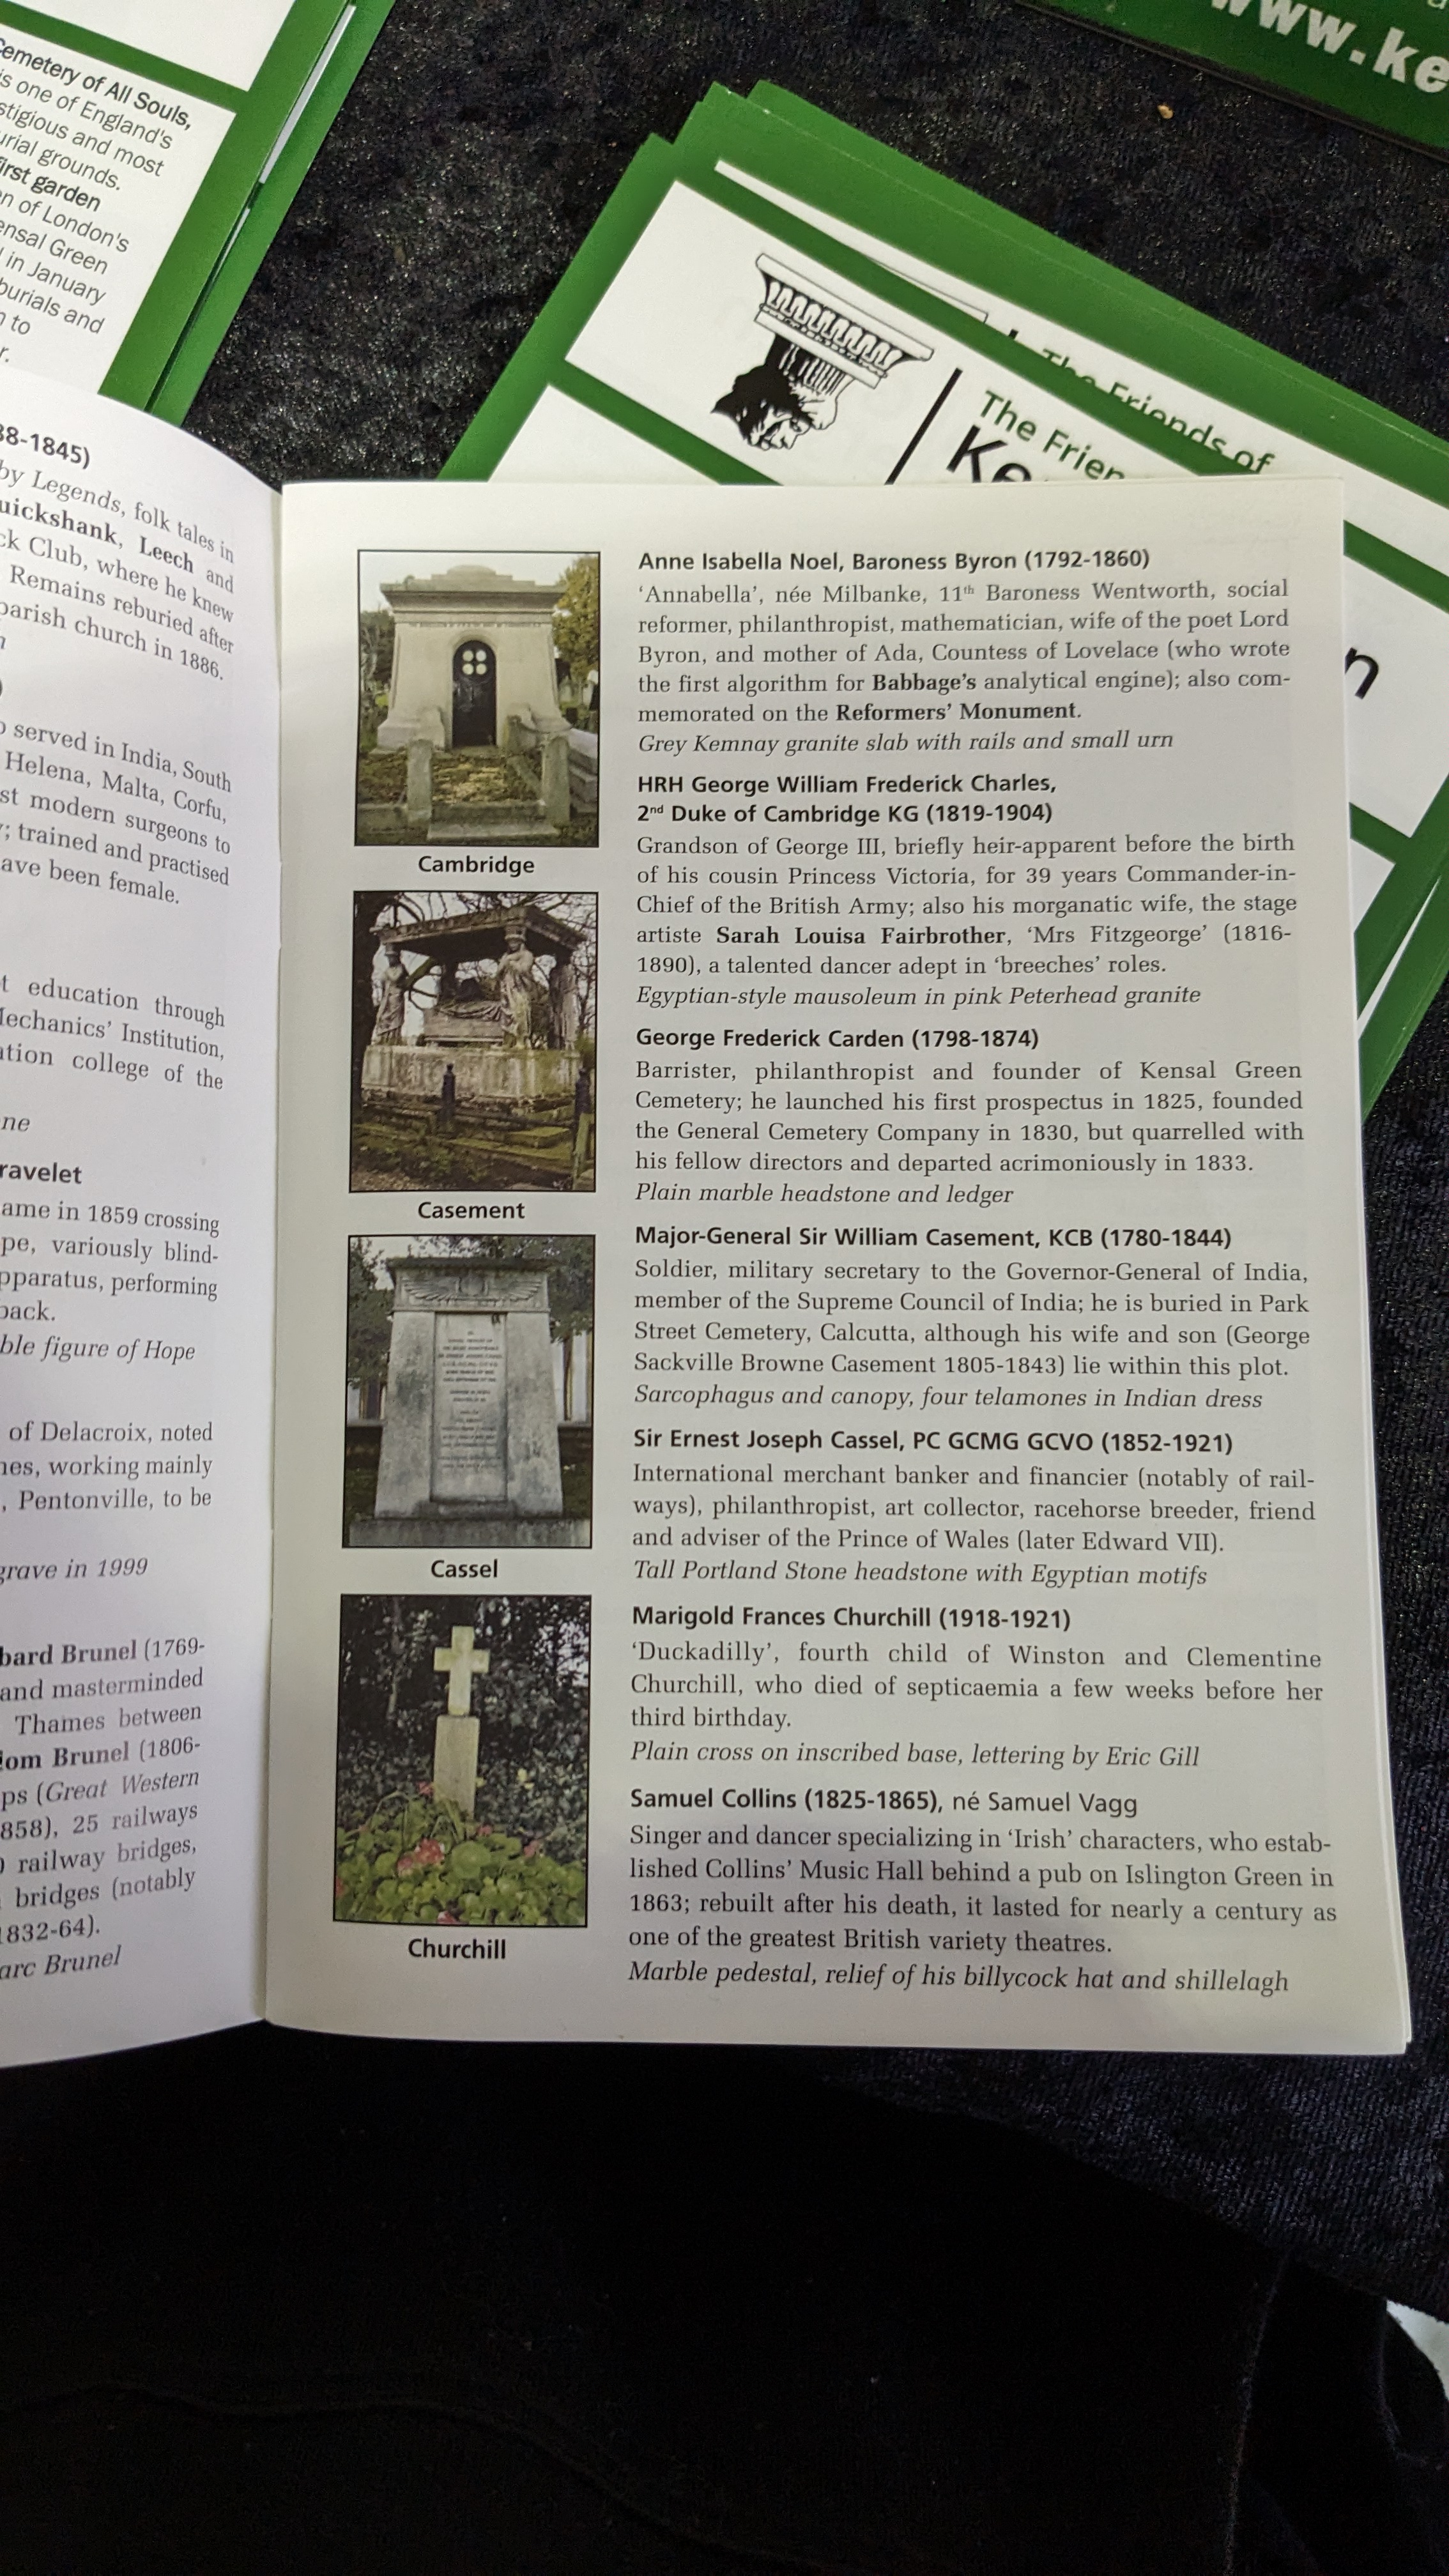 www.ke
Cemetery of All Souls,
is one of England's
stigious and most
urial grounds.
first garden
en of London's
ensal Green
l in January
burials and
n to
r.
The Friends of
The Frien
Ke
n
38-1845)
by Legends, folk tales in
uickshank, Leech and
ck Club, where he knew
Remains reburied after
parish church in 1886.
n
)
o served in India, South
Helena, Malta, Corfu,
st modern surgeons to
y; trained and practised
ave been female.
t education through
Mechanics' Institution,
ation college of the
ne
ravelet
ame in 1859 crossing
pe, variously blind-
pparatus, performing
back.
ble figure of Hope
of Delacroix, noted
nes, working mainly
, Pentonville, to be
grave in 1999
bard Brunel (1769-
and masterminded
Thames between
dom Brunel (1806-
ps (Great Western
858), 25 railways
) railway bridges,
bridges (notably
1832-64).
arc Brunel
Cambridge
Casement
Cassel
Churchill
Anne Isabella Noel, Baroness Byron (1792-1860)
‘Annabella’, née Milbanke, 11th Baroness Wentworth, social
reformer, philanthropist, mathematician, wife of the poet Lord
Byron, and mother of Ada, Countess of Lovelace (who wrote
the first algorithm for Babbage's analytical engine); also com-
memorated on the Reformers' Monument.
Grey Kemnay granite slab with rails and small urn
HRH George William Frederick Charles,
2nd Duke of Cambridge KG (1819-1904)
Grandson of George III, briefly heir-apparent before the birth
of his cousin Princess Victoria, for 39 years Commander-in-
Chief of the British Army; also his morganatic wife, the stage
artiste Sarah Louisa Fairbrother, ‘Mrs Fitzgeorge’ (1816-
1890), a talented dancer adept in ‘breeches’ roles.
Egyptian-style mausoleum in pink Peterhead granite
George Frederick Carden (1798-1874)
Barrister, philanthropist and founder of Kensal Green
Cemetery; he launched his first prospectus in 1825, founded
the General Cemetery Company in 1830, but quarrelled with
his fellow directors and departed acrimoniously in 1833.
Plain marble headstone and ledger
Major-General Sir William Casement, KCB (1780-1844)
Soldier, military secretary to the Governor-General of India,
member of the Supreme Council of India; he is buried in Park
Street Cemetery, Calcutta, although his wife and son (George
Sackville Browne Casement 1805-1843) lie within this plot.
Sarcophagus and canopy, four telamones in Indian dress
Sir Ernest Joseph Cassel, PC GCMG GCVO (1852-1921)
International merchant banker and financier (notably of rail-
ways), philanthropist, art collector, racehorse breeder, friend
and adviser of the Prince of Wales (later Edward VII).
Tall Portland Stone headstone with Egyptian motifs
Marigold Frances Churchill (1918-1921)
‘Duckadilly’, fourth child of Winston and Clementine
Churchill, who died of septicaemia a few weeks before her
third birthday.
Plain cross on inscribed base, lettering by Eric Gill
Samuel Collins (1825-1865), né Samuel Vagg
Singer and dancer specializing in ‘Irish’ characters, who estab-
lished Collins' Music Hall behind a pub on Islington Green in
1863; rebuilt after his death, it lasted for nearly a century as
one of the greatest British variety theatres.
Marble pedestal, relief of his billycock hat and shillelagh